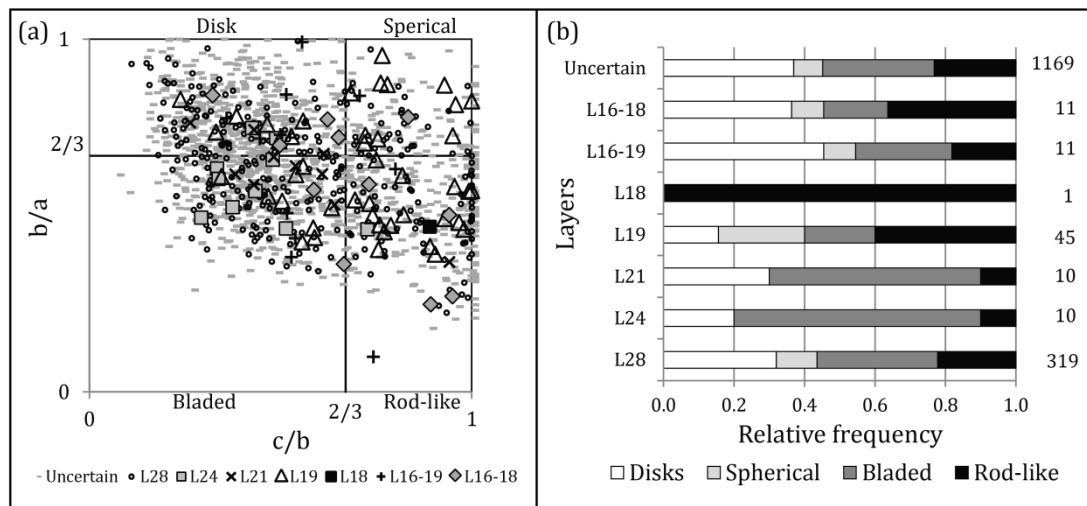 (a)
Disk Sperical
1
2/3
b/a
0
0 Bladed 2/3 Rod-like 1
c/b
Uncertain L28 L24 L21 L19 L18 L16-19 L16-18
(b)
Uncertain 1169
L16-18 11
L16-19 11
L18 1
L19 45
L21 10
L24 10
L28 319
Layers
0.0 0.2 0.4 0.6 0.8 1.0
Relative frequency
Disks Spherical Bladed Rod-like